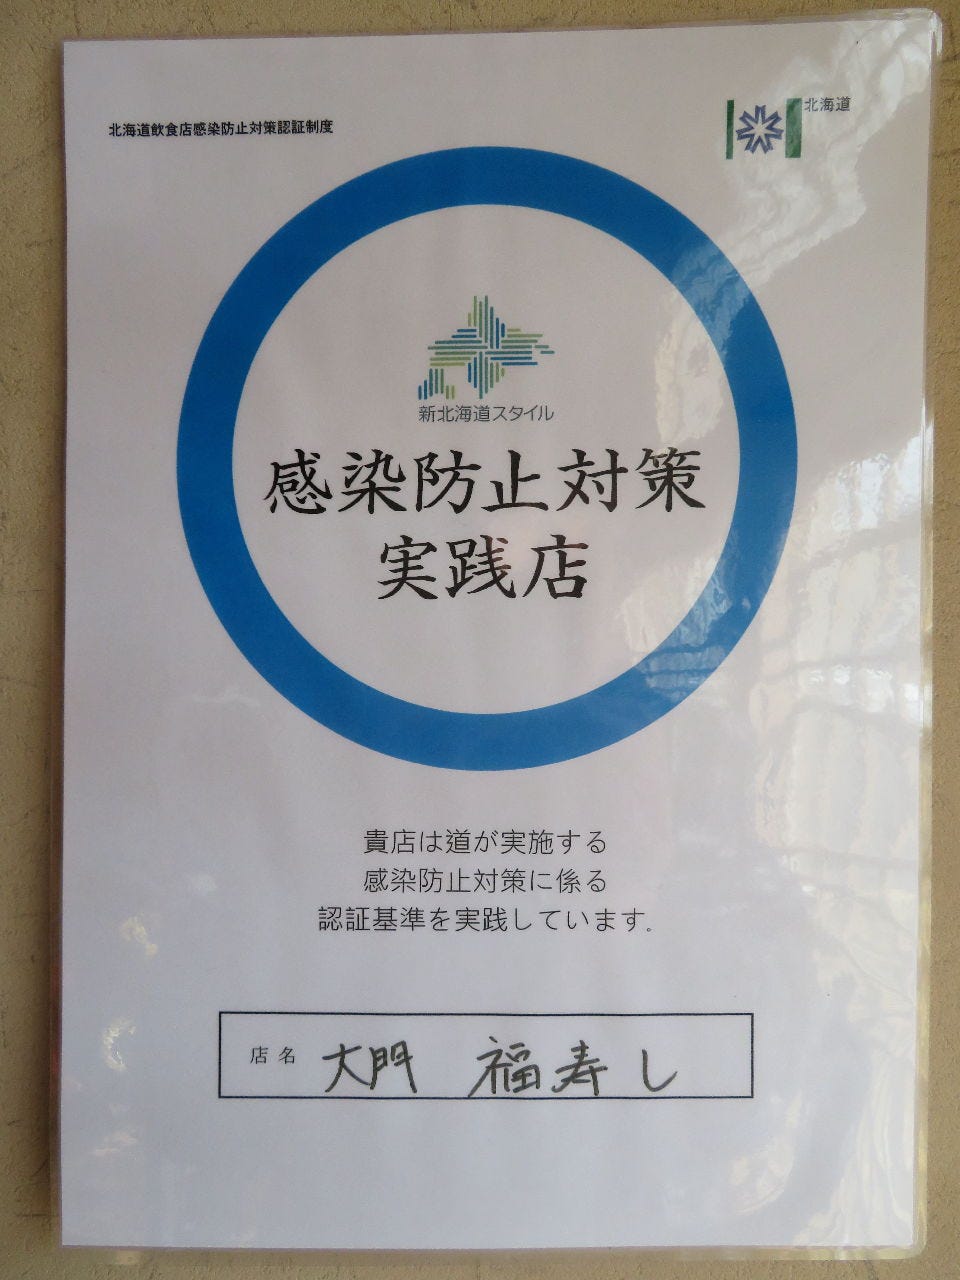 北海道飲食店感染防止対策認証制度
北海道
新北海道スタイル
感染防止対策
実践店
貴店は道が実施する
感染防止対策に係る
認証基準を実践しています。
店名 大門 福寿し